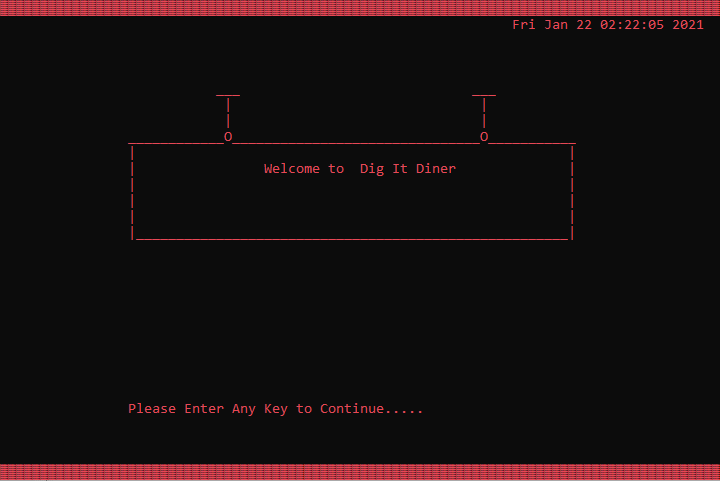 Fri Jan 22 02:22:05 2021
Welcome to  Dig It Diner
Please Enter Any Key to Continue.....